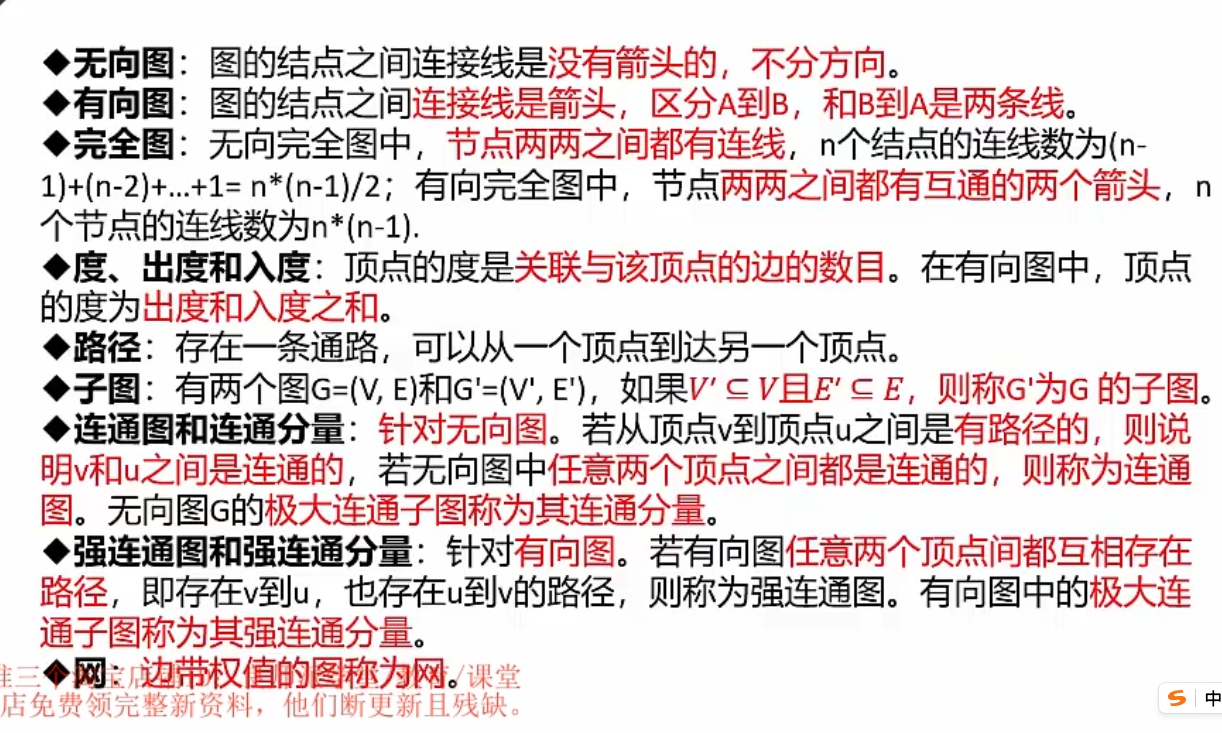 ◆无向图：图的结点之间连接线是没有箭头的，不分方向。
◆有向图：图的结点之间连接线是箭头，区分A到B，和B到A是两条线。
◆完全图：无向完全图中，节点两两之间都有连线，n个结点的连线数为(n-
1)+(n-2)+...+1= n*(n-1)/2；有向完全图中，节点两两之间都有互通的两个箭头，n
个节点的连线数为n*(n-1).
◆度、出度和入度：顶点的度是关联与该顶点的边的数目。在有向图中，顶点
的度为出度和入度之和。
◆路径：存在一条通路，可以从一个顶点到达另一个顶点。
◆子图：有两个图G=(V, E)和G'=(V', E')，如果V′ ⊆ V且E′ ⊆ E，则称G'为G 的子图。
◆连通图和连通分量：针对无向图。若从顶点v到顶点u之间是有路径的，则说
明v和u之间是连通的，若无向图中任意两个顶点之间都是连通的，则称为连通
图。无向图G的极大连通子图称为其连通分量。
◆强连通图和强连通分量：针对有向图。若有向图任意两个顶点间都互相存在
路径，即存在v到u，也存在u到v的路径，则称为强连通图。有向图中的极大连
通子图称为其强连通分量。
◆网：边带权值的图称为网。
/课堂
店免费领完整新资料，他们断更新且残缺。
中